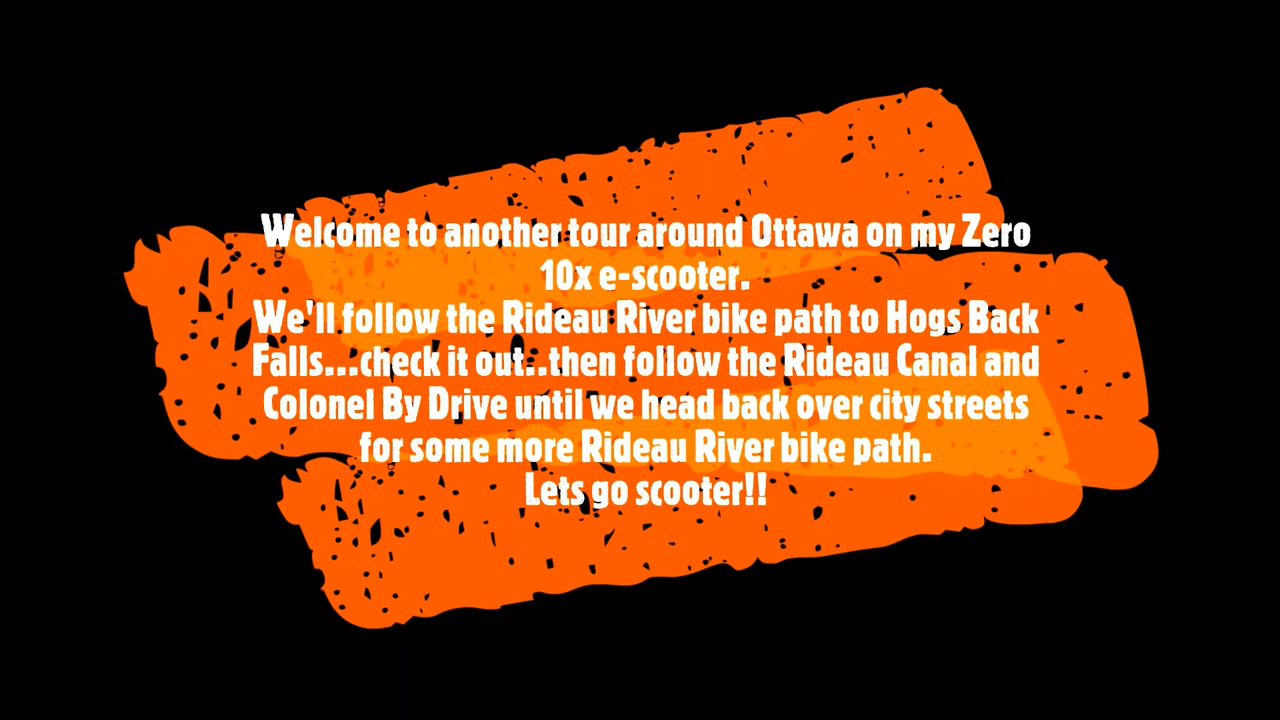 Welcome to another tour around Ottawa on my Zero
10x e-scooter.
We'll follow the Rideau River bike path to Hogs Back
Falls...check it out..then follow the Rideau Canal and
Colonel By Drive until we head back over city streets
for some more Rideau River bike path.
Lets go scooter!!